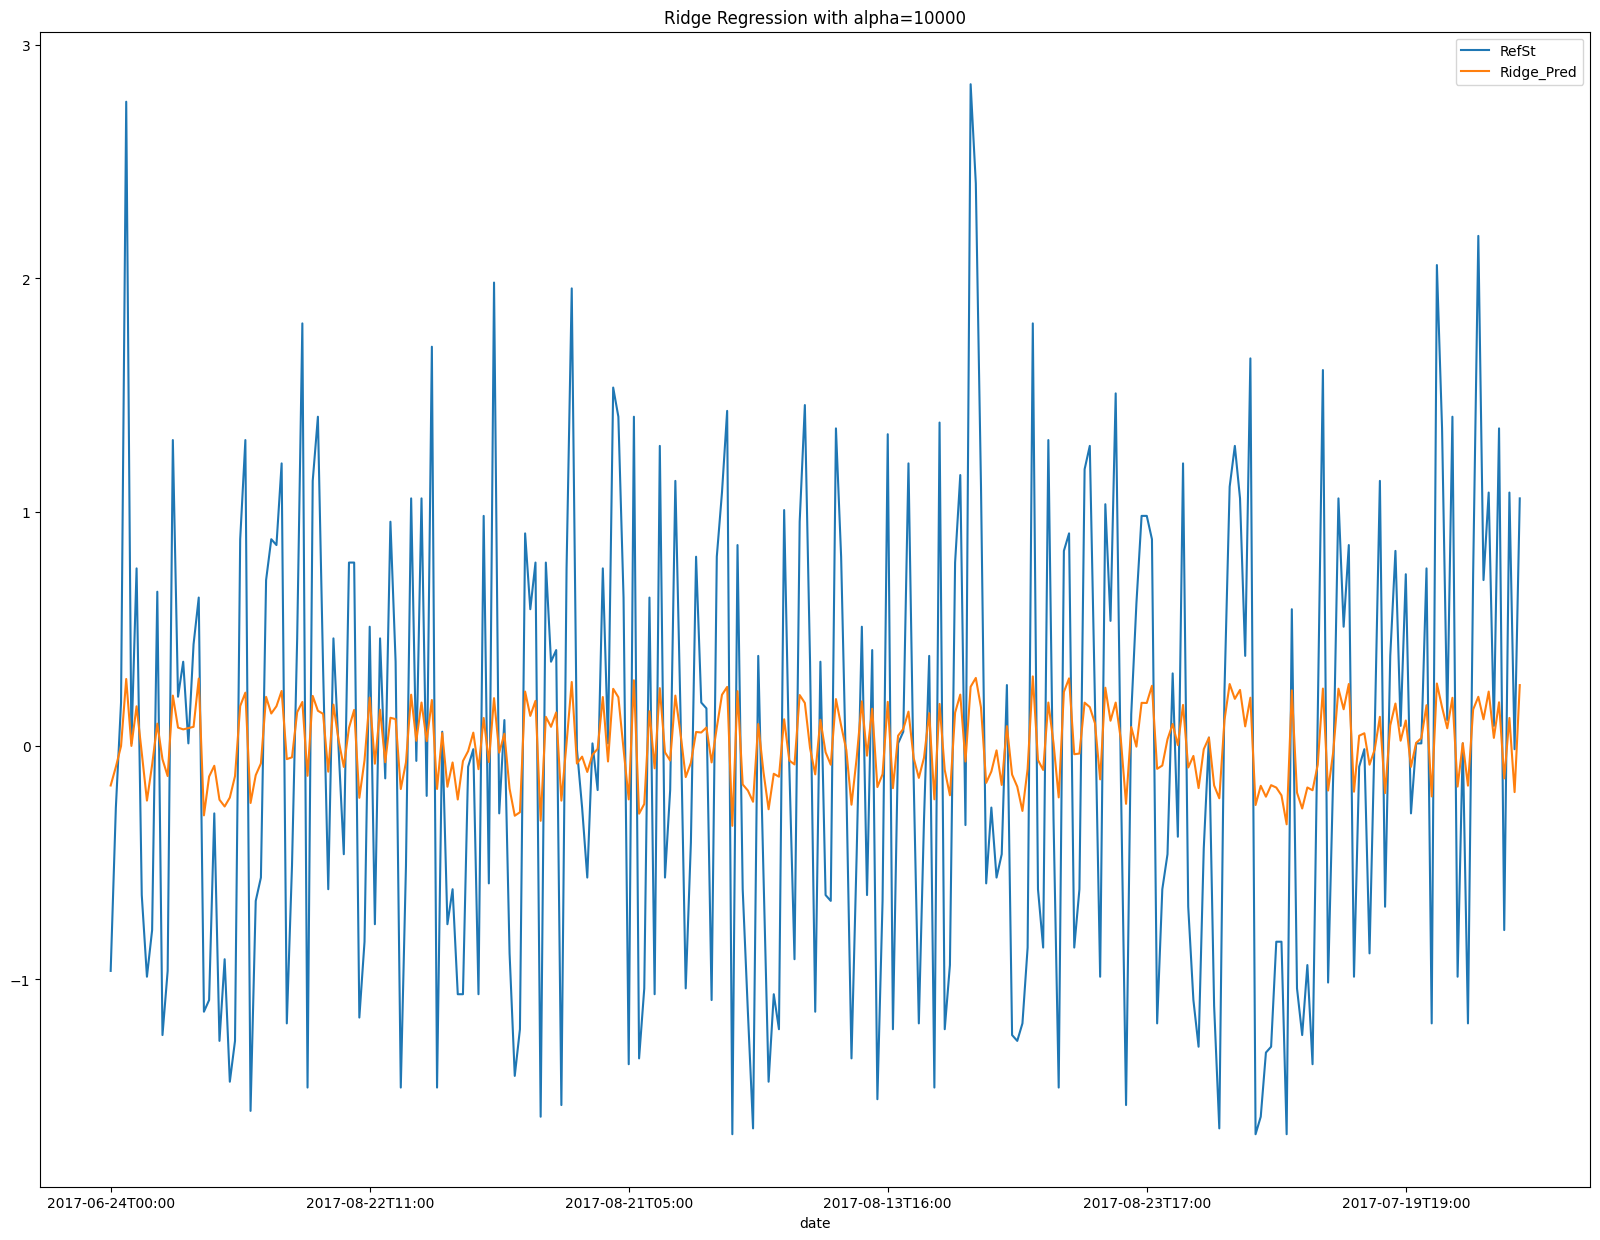 Ridge Regression with alpha=10000
RefSt
Ridge_Pred
3
2
1
0
−1
2017-06-24T00:00
2017-08-22T11:00
2017-08-21T05:00
2017-08-13T16:00
2017-08-23T17:00
2017-07-19T19:00
date